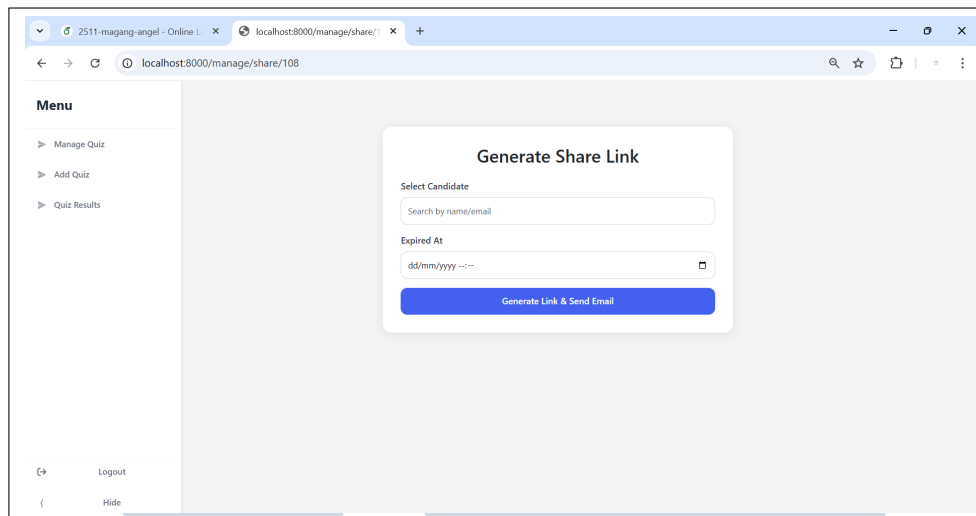 2511-magang-angel - Online L
localhost:8000/manage/share/1
localhost:8000/manage/share/108
Menu
Manage Quiz
Add Quiz
Quiz Results
Generate Share Link
Select Candidate
Search by name/email
Expired At
dd/mm/yyyy --:--
Generate Link & Send Email
Logout
Hide